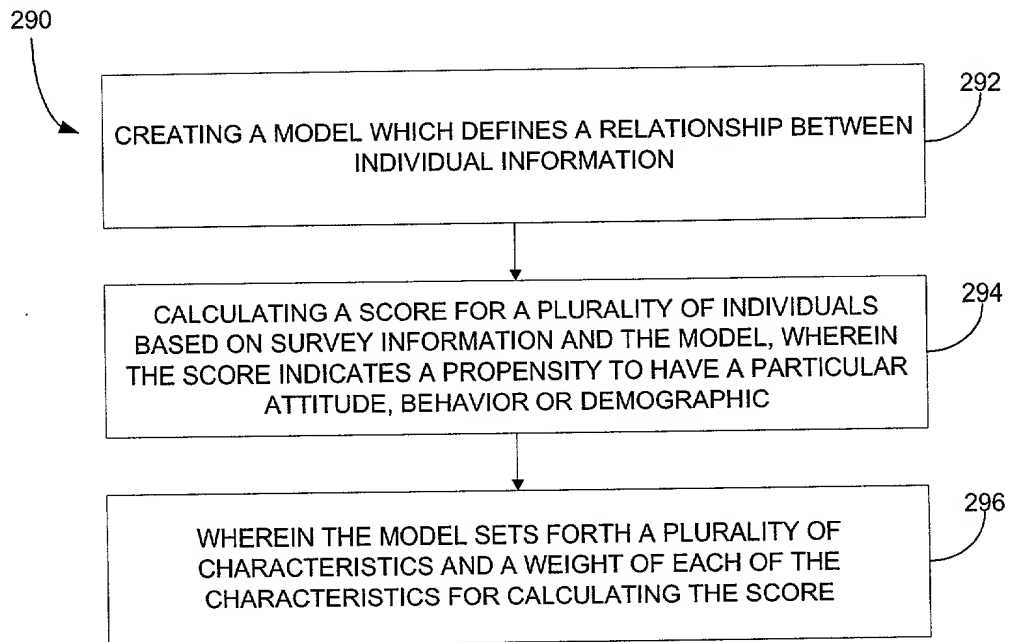 290
292
CREATING A MODEL WHICH DEFINES A RELATIONSHIP BETWEEN
INDIVIDUAL INFORMATION
294
CALCULATING A SCORE FOR A PLURALITY OF INDIVIDUALS
BASED ON SURVEY INFORMATION AND THE MODEL, WHEREIN
THE SCORE INDICATES A PROPENSITY TO HAVE A PARTICULAR
ATTITUDE, BEHAVIOR OR DEMOGRAPHIC
296
WHEREIN THE MODEL SETS FORTH A PLURALITY OF
CHARACTERISTICS AND A WEIGHT OF EACH OF THE
CHARACTERISTICS FOR CALCULATING THE SCORE